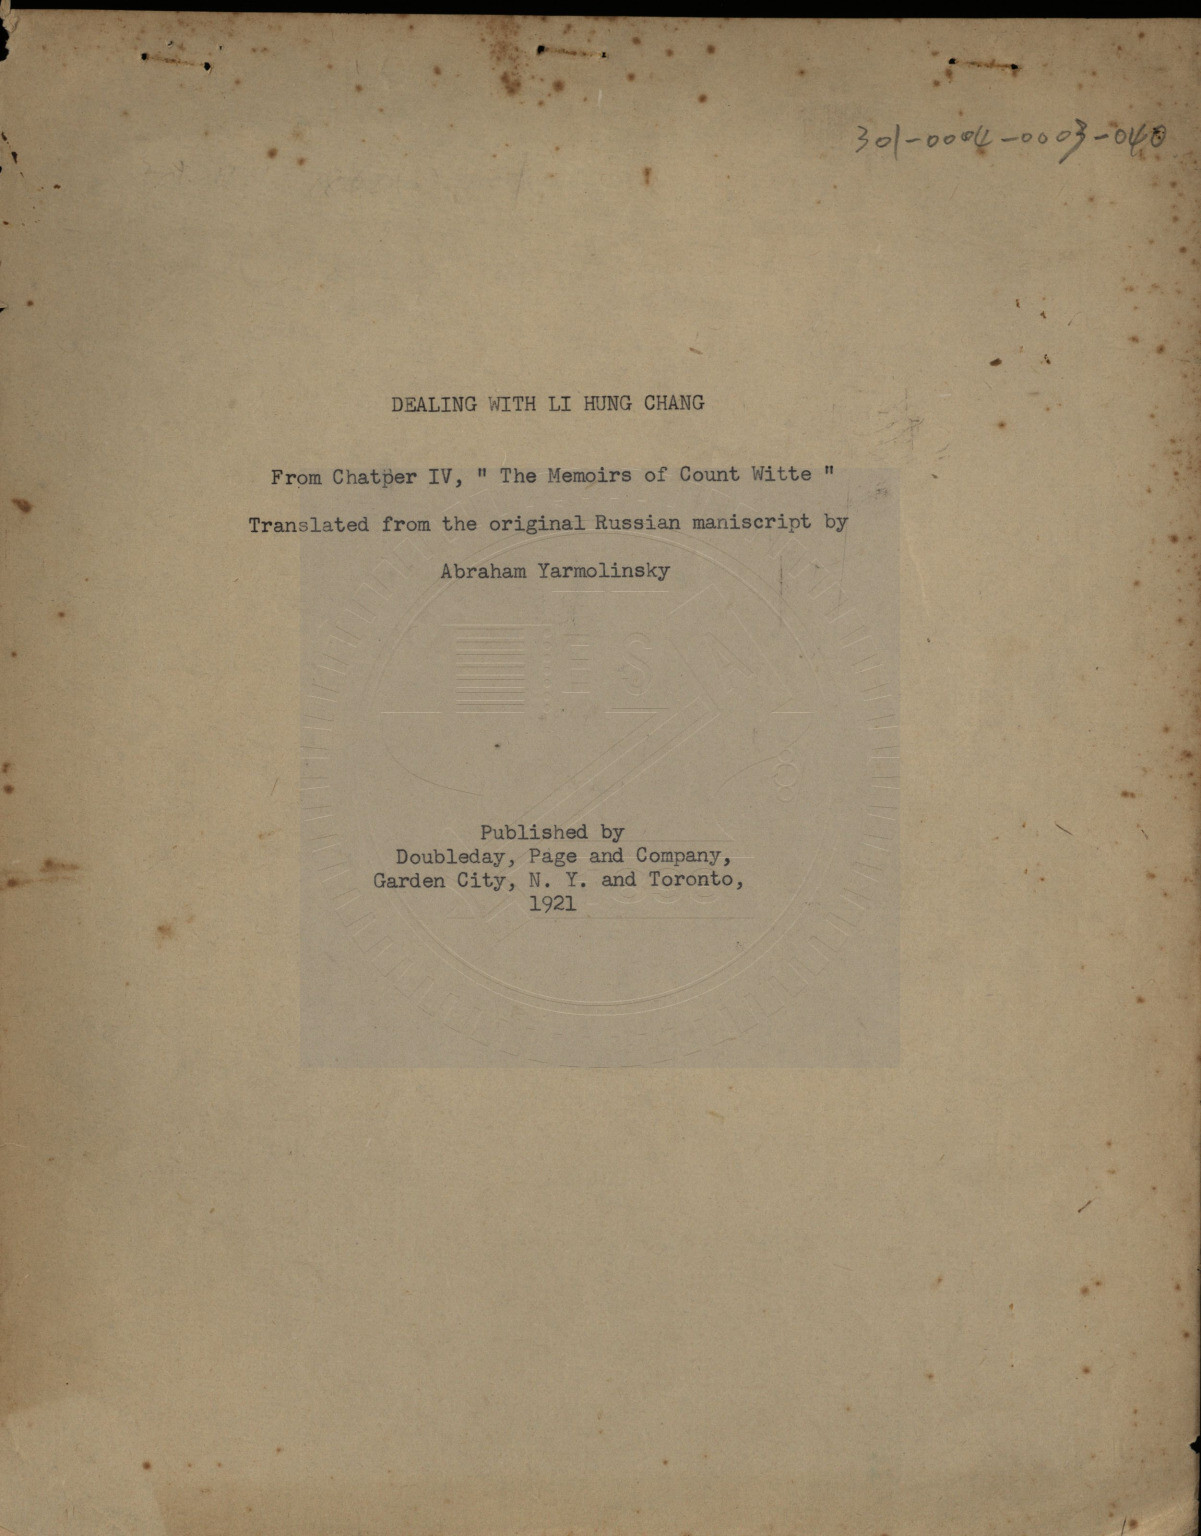 301-0004-0003-040
DEALING WITH LI HUNG CHANG
From Chatper IV, " The Memoirs of Count Witte "
Translated from the original Russian maniscript by
Abraham Yarmolinsky
Published by
Doubleday, Page and Company,
Garden City, N. Y. and Toronto,
1921